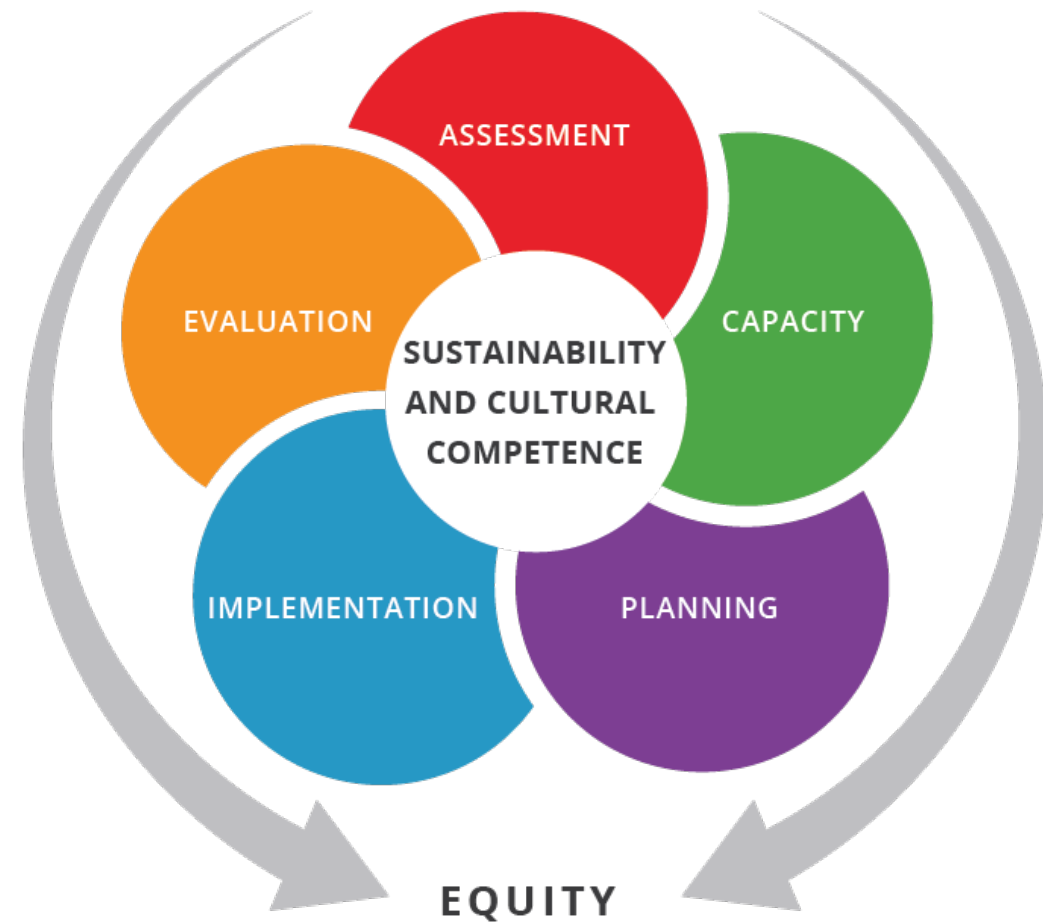 ASSESSMENT
CAPACITY
EVALUATION
SUSTAINABILITY
AND CULTURAL
COMPETENCE
IMPLEMENTATION
PLANNING
EQUITY